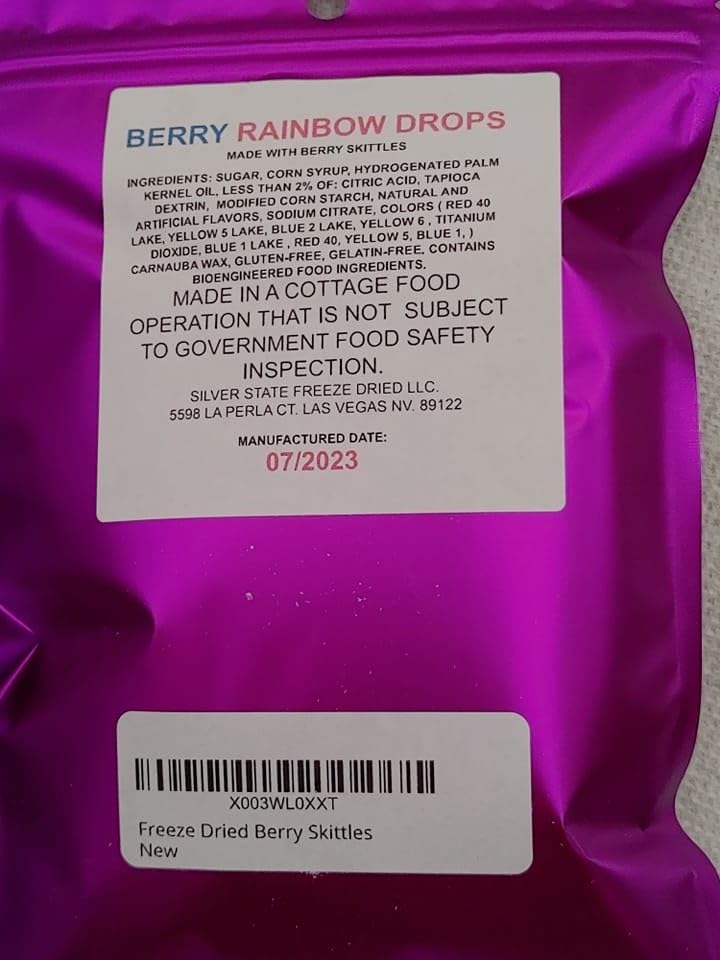 BERRY RAINBOW DROPS
MADE WITH BERRY SKITTLES
INGREDIENTS: SUGAR, CORN SYRUP, HYDROGENATED PALM
KERNEL OIL, LESS THAN 2% OF: CITRIC ACID, TAPIOCA
DEXTRIN, MODIFIED CORN STARCH, NATURAL AND
ARTIFICIAL FLAVORS, SODIUM CITRATE, COLORS ( RED 40
LAKE, YELLOW 5 LAKE, BLUE 2 LAKE, YELLOW 6 , TITANIUM
DIOXIDE, BLUE 1 LAKE , RED 40, YELLOW 5, BLUE 1, )
CARNAUBA WAX, GLUTEN-FREE, GELATIN-FREE, CONTAINS
BIOENGINEERED FOOD INGREDIENTS.
MADE IN A COTTAGE FOOD
OPERATION THAT IS NOT SUBJECT
TO GOVERNMENT FOOD SAFETY
INSPECTION.
SILVER STATE FREEZE DRIED LLC.
5598 LA PERLA CT. LAS VEGAS NV. 89122
MANUFACTURED DATE:
07/2023
X003WL0XXT
Freeze Dried Berry Skittles
New